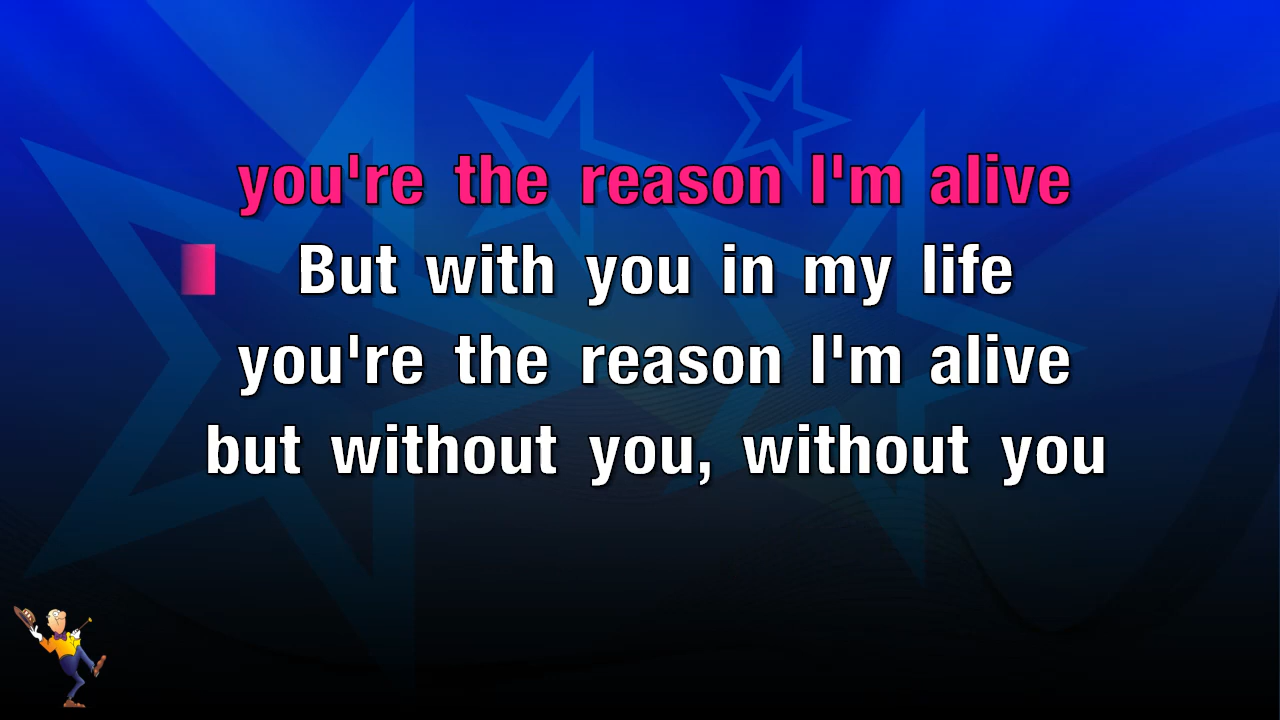 you're the reason I'm alive
But with you in my life
you're the reason I'm alive
but without you, without you